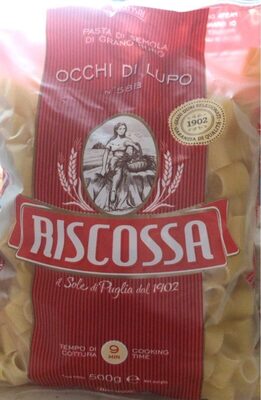 PASTA DI SEMOLA
DI GRANO DURO
OCCHI DI LUPO
1902
RISCOSSA
il Sole di Puglia dal 1902
TEMPO DI
COTTURA
9
MIN
COOKING
TIME
500g e